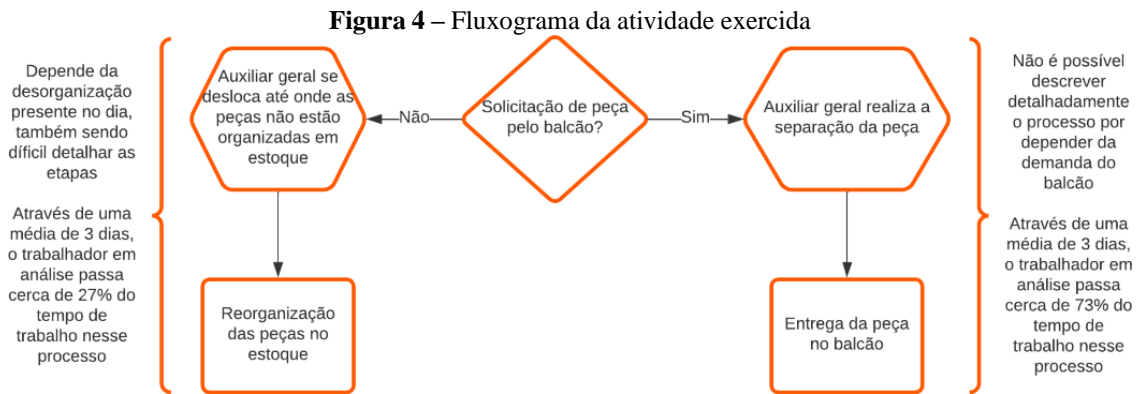 Figura 4 – Fluxograma da atividade exercida
Depende da
desorganização
presente no dia,
também sendo
díficil detalhar as
etapas
Através de uma
média de 3 dias,
o trabalhador em
análise passa
cerca de 27% do
tempo de
trabalho nesse
processo
Auxiliar geral se
desloca até onde as
peças não estão
organizadas em
estoque
Reorganização
das peças no
estoque
Não
Solicitação de peça
pelo balcão?
Sim
Auxiliar geral realiza a
separação da peça
Entrega da peça
no balcão
Não é possível
descrever
detalhadamente
o processo por
depender da
demanda do
balcão
Através de uma
média de 3 dias,
o trabalhador em
análise passa
cerca de 73% do
tempo de
trabalho nesse
processo